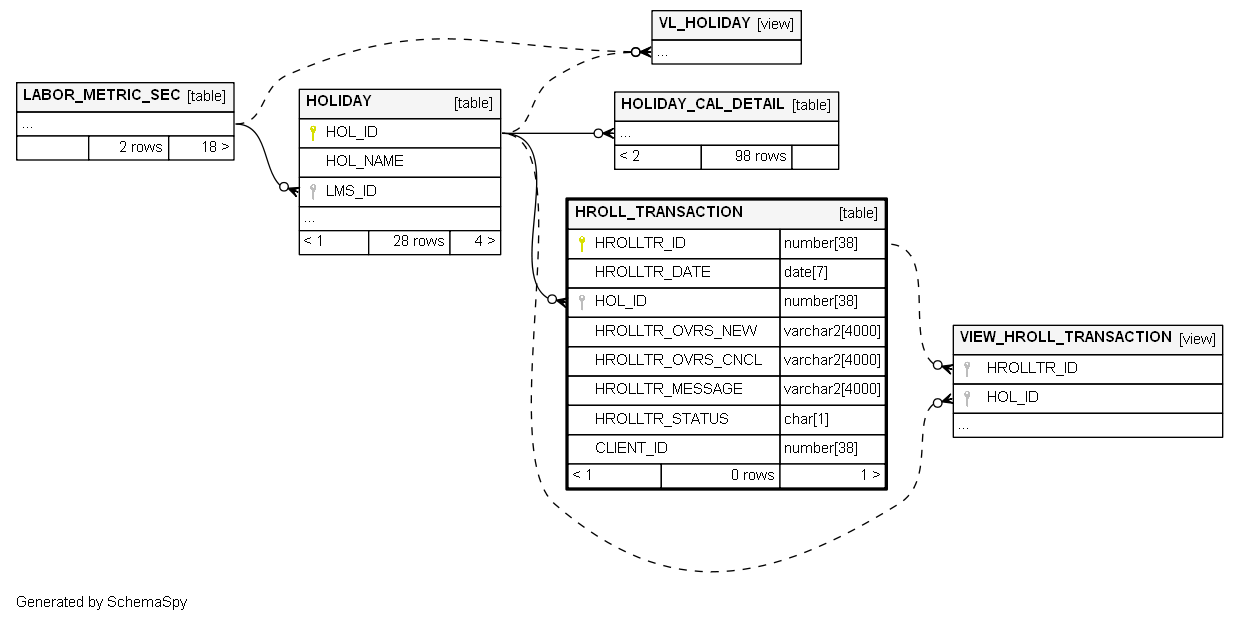 VL_HOLIDAY [view]
...
LABOR_METRIC_SEC [table]
...
2 rows 18 >
HOLIDAY [table]
HOL_ID
HOL_NAME
LMS_ID
...
< 1 28 rows 4 >
HOLIDAY_CAL_DETAIL [table]
...
< 2 98 rows
HROLL_TRANSACTION [table]
HROLLTR_ID number[38]
HROLLTR_DATE date[7]
HOL_ID number[38]
HROLLTR_OVRS_NEW varchar2[4000]
HROLLTR_OVRS_CNCL varchar2[4000]
HROLLTR_MESSAGE varchar2[4000]
HROLLTR_STATUS char[1]
CLIENT_ID number[38]
< 1 0 rows 1 >
VIEW_HROLL_TRANSACTION [view]
HROLLTR_ID
HOL_ID
...
Generated by SchemaSpy